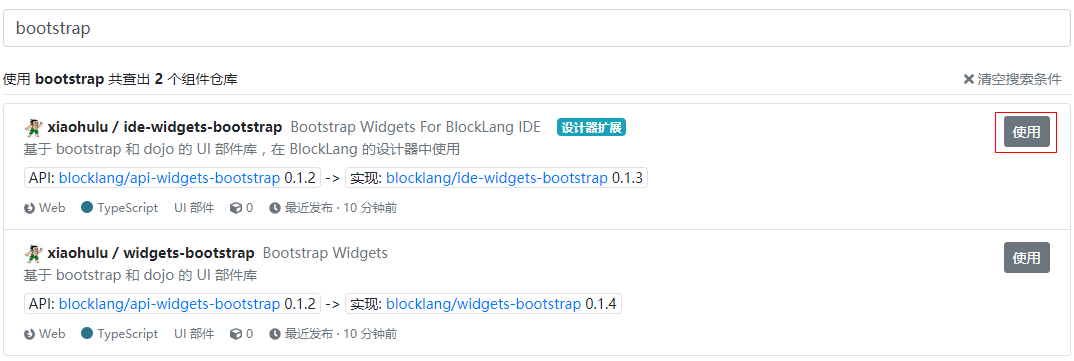 bootstrap
使用 bootstrap 共查出 2 个组件仓库 清空搜索条件
xiaohulu / ide-widgets-bootstrap Bootstrap Widgets For BlockLang IDE 设计器扩展 使用
基于 bootstrap 和 dojo 的 UI 部件库，在 BlockLang 的设计器中使用
API: blocklang/api-widgets-bootstrap 0.1.2 -> 实现: blocklang/ide-widgets-bootstrap 0.1.3
Web TypeScript UI 部件 0 最近发布 · 10 分钟前
xiaohulu / widgets-bootstrap Bootstrap Widgets 使用
基于 bootstrap 和 dojo 的 UI 部件库
API: blocklang/api-widgets-bootstrap 0.1.2 -> 实现: blocklang/widgets-bootstrap 0.1.4
Web TypeScript UI 部件 0 最近发布 · 10 分钟前